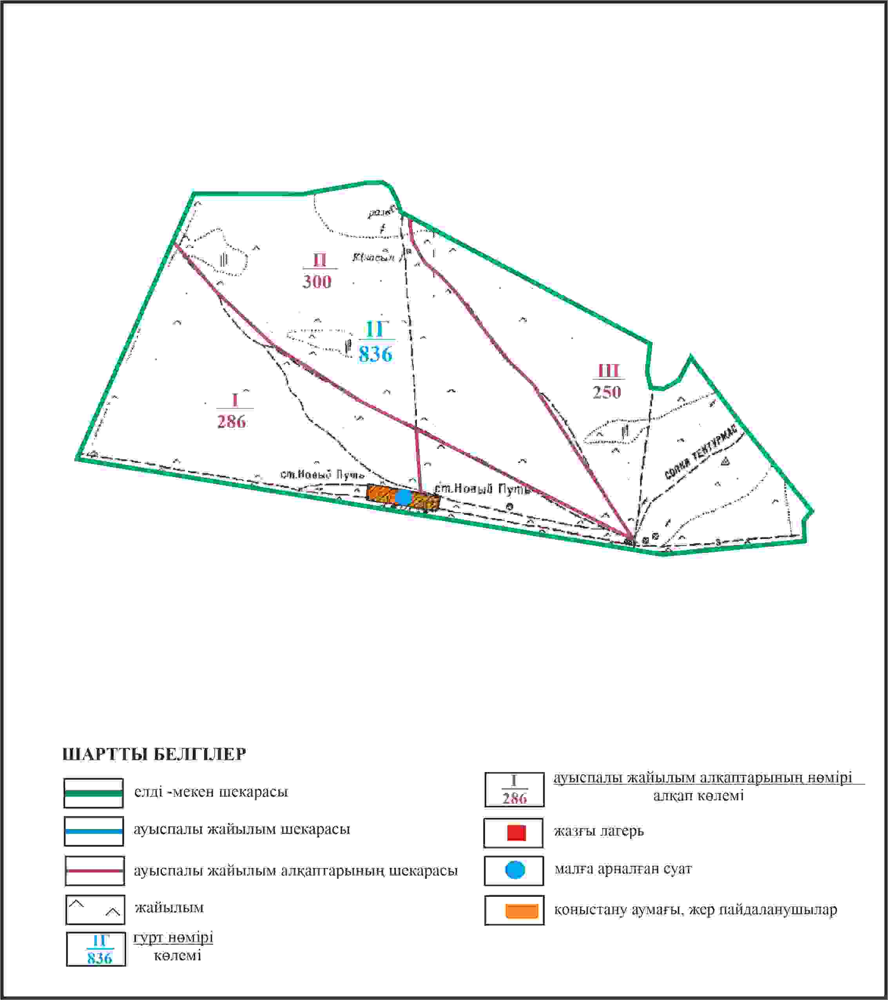 II
300
1Г
836
III
250
I
286
СОПКА ТЕКТУРМАС
ст.Новый Путь
ст.Новый Путь
ШАРТТЫ БЕЛГІЛЕР
елді -мекен шекарасы
ауыспалы жайылым шекарасы
ауыспалы жайылым алқаптарының шекарасы
жайылым
1Г
836
гурт нөмірі
көлемі
I
286
ауыспалы жайылым алқаптарының нөмірі
алқап көлемі
жазғы лагерь
малға арналған суат
қоныстану аумағы, жер пайдаланушылар